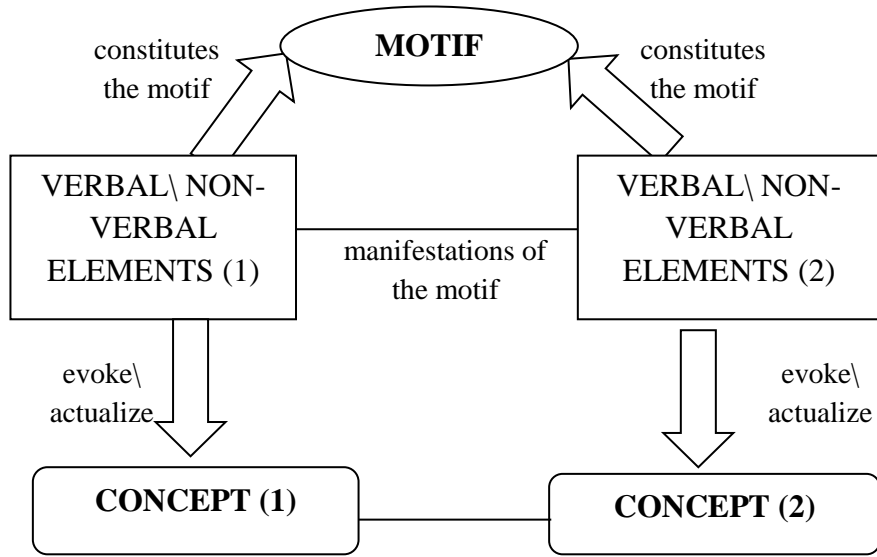 MOTIF
constitutes
the motif
constitutes
the motif
VERBAL\ NON-
VERBAL
ELEMENTS (1)
manifestations of
the motif
VERBAL\ NON-
VERBAL
ELEMENTS (2)
evoke\
actualize
evoke\
actualize
CONCEPT (1)
CONCEPT (2)